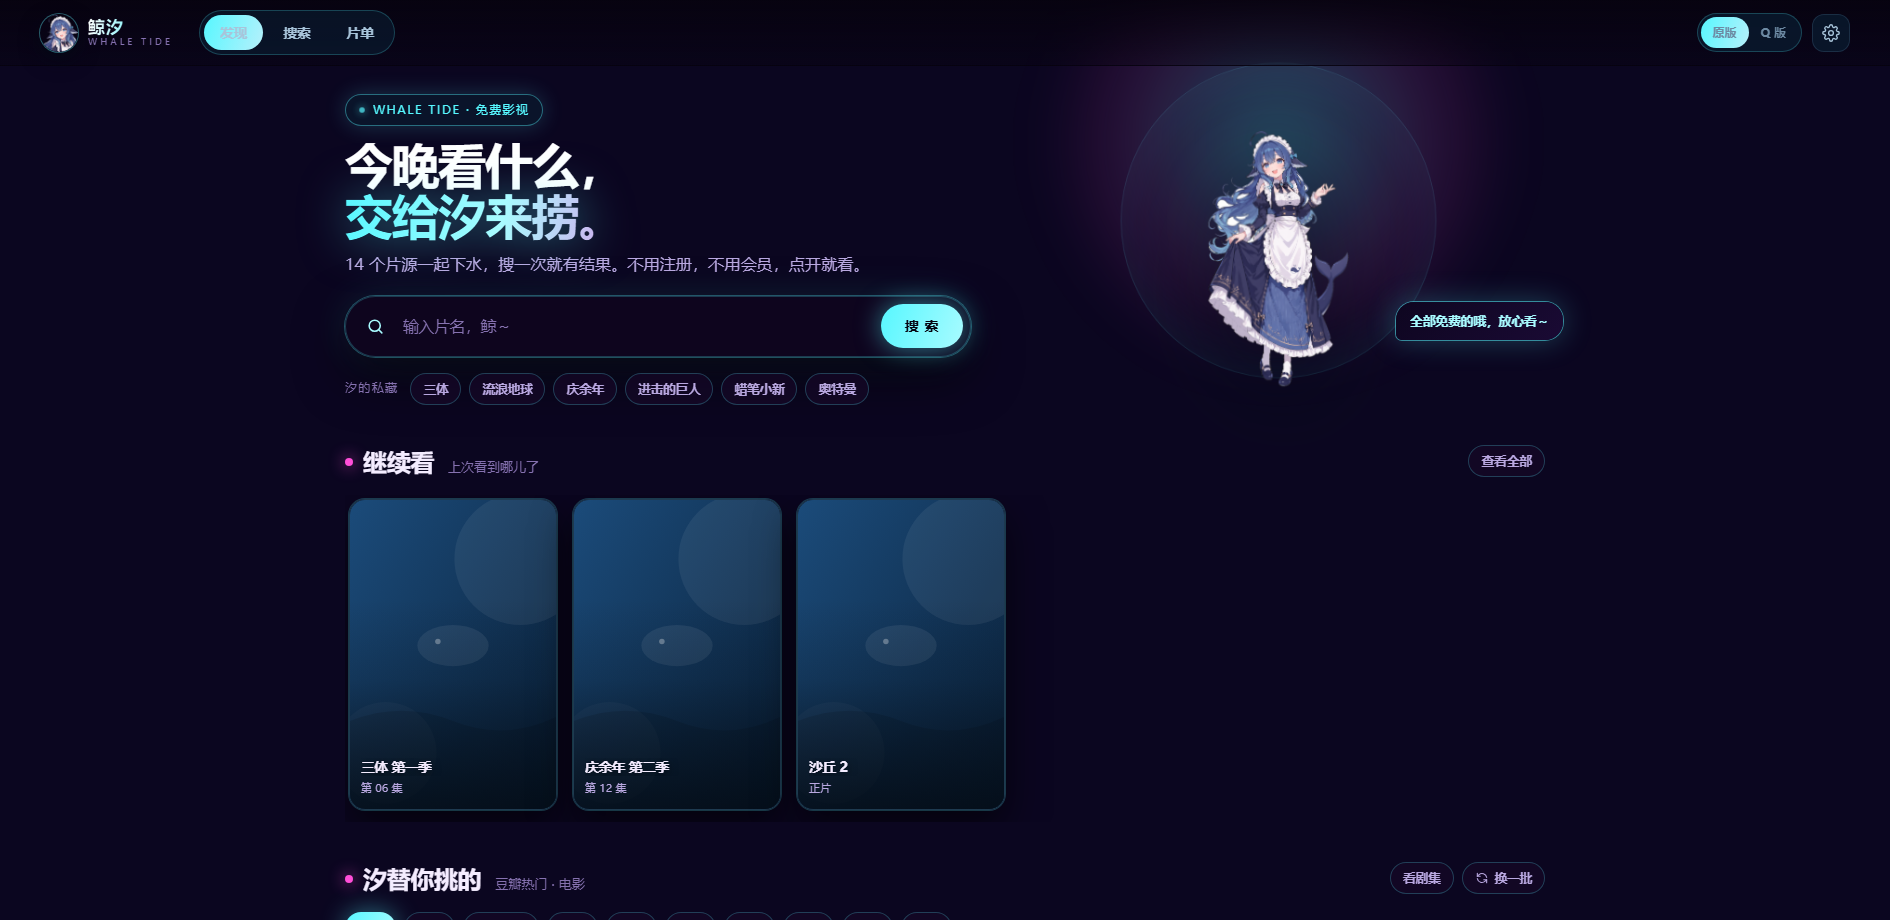 鲸汐
WHALE TIDE
发现
搜索
片单
原版
Q 版
WHALE TIDE · 免费影视
今晚看什么，
交给汐来捞。
14 个片源一起下水，搜一次就有结果。不用注册，不用会员，点开就看。
输入片名，鲸~
搜 索
全部免费的哦，放心看~
汐的私藏
三体
流浪地球
庆余年
进击的巨人
蜡笔小新
奥特曼
继续看
上次看到哪儿了
查看全部
三体 第一季
第 06 集
庆余年 第二季
第 12 集
沙丘 2
正片
汐替你挑的
豆瓣热门 · 电影
看剧集
换一批